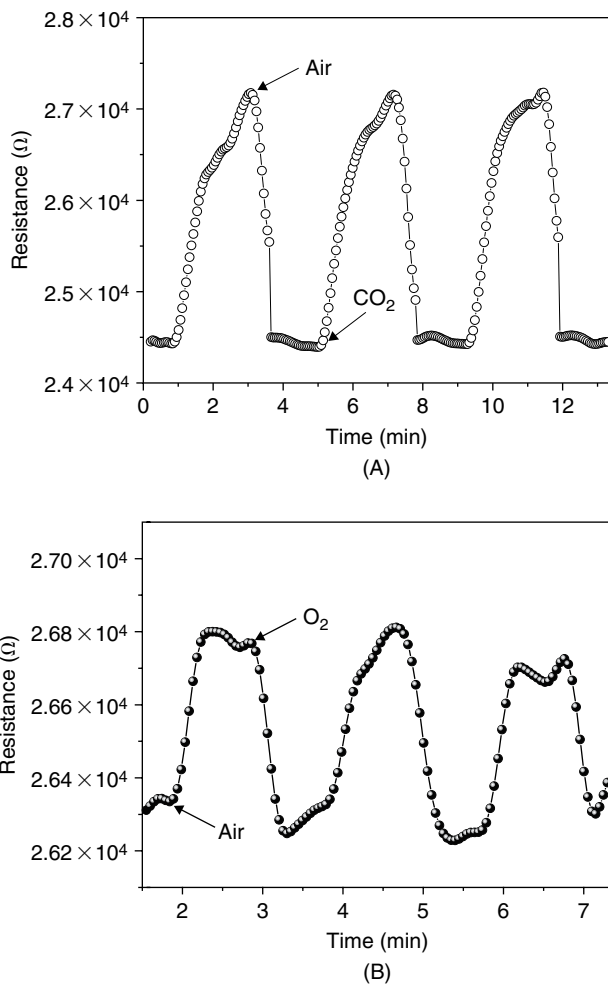 2.8 × 10⁴
2.7 × 10⁴
2.6 × 10⁴
2.5 × 10⁴
2.4 × 10⁴
Resistance (Ω)
Air
CO₂
0 2 4 6 8 10 12
Time (min)
(A)
2.70 × 10⁴
2.68 × 10⁴
2.66 × 10⁴
2.64 × 10⁴
2.62 × 10⁴
Resistance (Ω)
O₂
Air
2 3 4 5 6 7
Time (min)
(B)